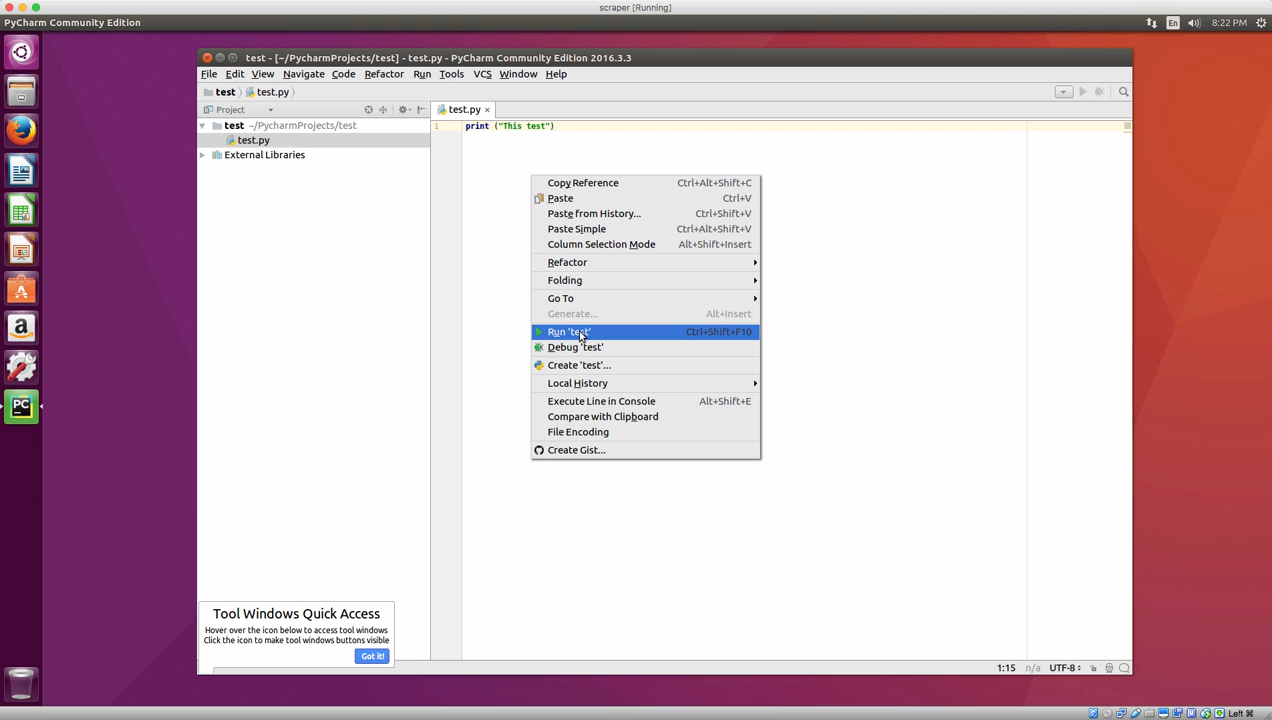 scraper [Running]
PyCharm Community Edition
En
8:22 PM
test - [~/PycharmProjects/test] - test.py - PyCharm Community Edition 2016.3.3
File Edit View Navigate Code Refactor Run Tools VCS Window Help
test test.py
Project
test.py
test ~/PycharmProjects/test
test.py
External Libraries
1 print ("This test")
Copy Reference Ctrl+Alt+Shift+C
Paste Ctrl+V
Paste from History... Ctrl+Shift+V
Paste Simple Ctrl+Alt+Shift+V
Column Selection Mode Alt+Shift+Insert
Refactor
Folding
Go To
Generate... Alt+Insert
Run 'test' Ctrl+Shift+F10
Debug 'test'
Create 'test'...
Local History
Execute Line in Console Alt+Shift+E
Compare with Clipboard
File Encoding
Create Gist...
PC
Tool Windows Quick Access
Hover over the icon below to access tool windows
Click the icon to make tool windows buttons visible
Got it!
1:15 n/a UTF-8
Left ⌘